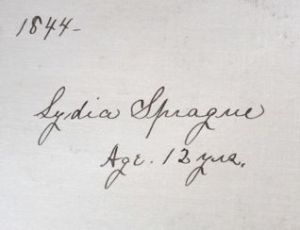 1844-
Lydia Sprague
Age. 12 yrs.